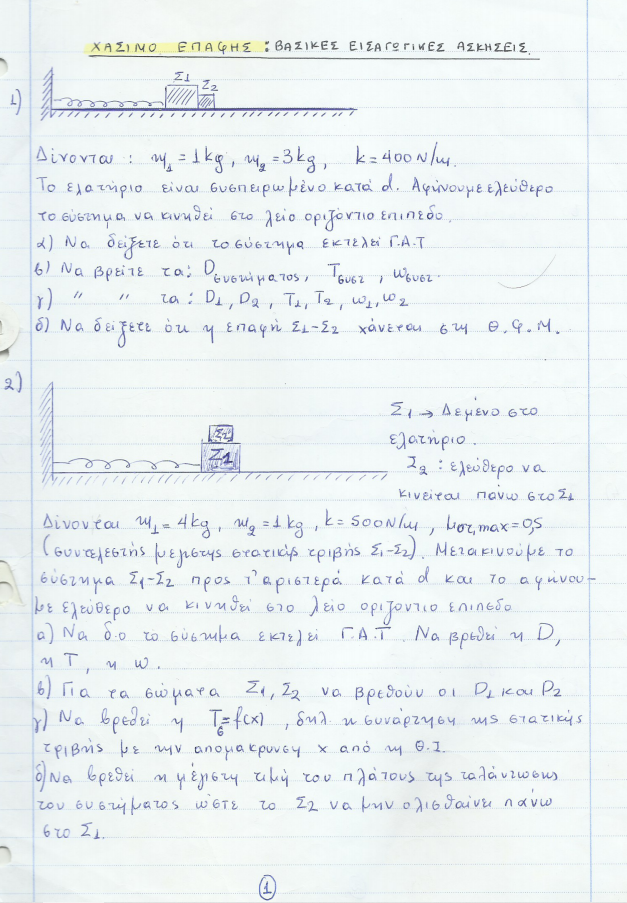 ΧΑΣΙΜΟ ΕΠΑΦΗΣ: ΒΑΣΙΚΕΣ ΕΙΣΑΓΩΓΙΚΕΣ ΑΣΚΗΣΕΙΣ.
1)
Σ1 Σ2
Δίνονται: m₁ = 1kg, m₂ = 3kg, k = 400 N/m.
Το ελατήριο είναι συσπειρωμένο κατά d. Αφήνουμε ελεύθερο
το σύστημα να κινηθεί στο λείο οριζόντιο επίπεδο.
α) Να δείξετε ότι το σύστημα εκτελεί Γ.Α.Τ
β) Να βρείτε τα: Dσυστήματος, Τσυστ, ωσυστ.
γ) " " τα: D1, D2, T1, T2, ω1, ω2
δ) Να δείξετε ότι η επαφή Σ1-Σ2 χάνεται στη Θ.Φ.Μ.
2)
Σ1 → Δεμένο στο
ελατήριο.
Σ2: ελεύθερο να
κινείται πάνω στο Σ1
Σ2
Σ1
Δίνονται m₁ = 4kg, m₂ = 1kg, k = 500N/m, μστ,max = 0,5
(συντελεστής μέγιστης στατικής τριβής Σ1-Σ2). Μετακινούμε το
σύστημα Σ1-Σ2 προς τ' αριστερά κατά d και το αφήνου-
με ελεύθερο να κινηθεί στο λείο οριζόντιο επίπεδο
α) Να δ.ο το σύστημα εκτελεί Γ.Α.Τ. Να βρεθεί η D,
η Τ, η ω.
β) Για τα σώματα Σ1, Σ2 να βρεθούν οι D1 και D2
γ) Να βρεθεί η Tσ = f(x), δηλ η συνάρτηση της στατικής
τριβής με την απομάκρυνση x από τη Θ.Ι.
δ) Να βρεθεί η μέγιστη τιμή του πλάτους της ταλάντωσης
του συστήματος ώστε το Σ2 να μην ολισθαίνει πάνω
στο Σ1.
1